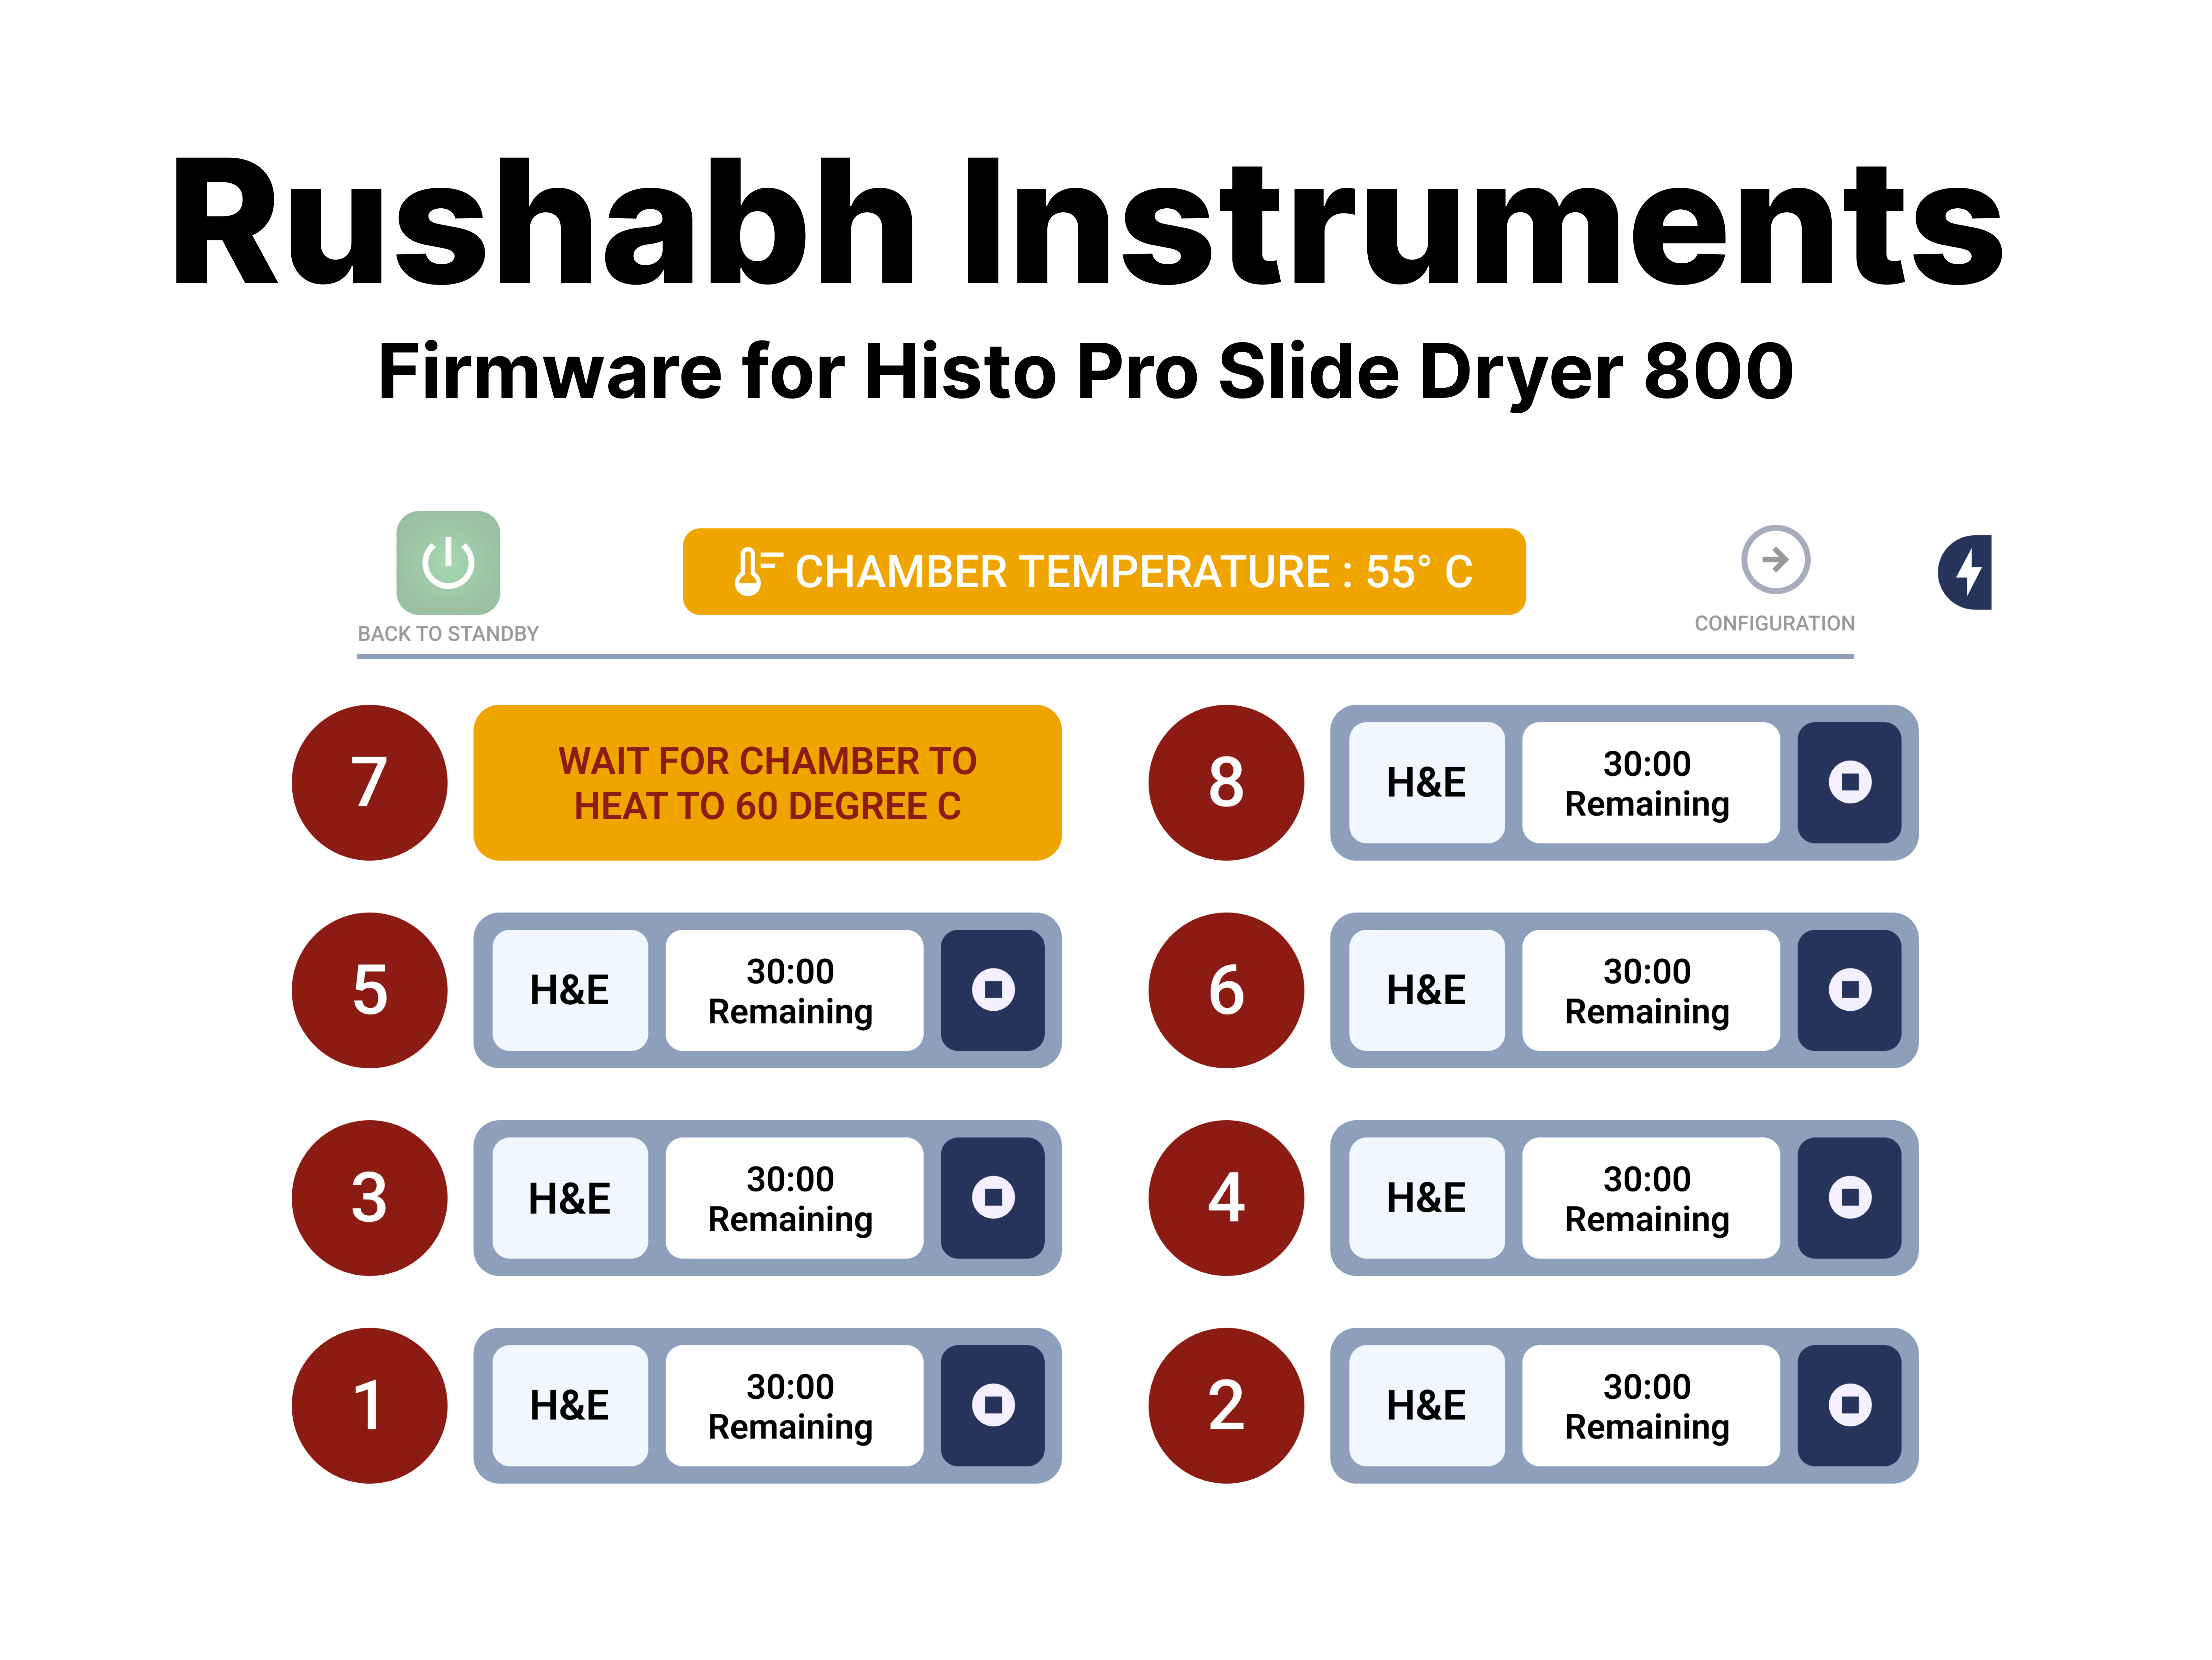 Rushabh Instruments
Firmware for Histo Pro Slide Dryer 800
CHAMBER TEMPERATURE : 55° C
BACK TO STANDBY
CONFIGURATION
7
WAIT FOR CHAMBER TO
HEAT TO 60 DEGREE C
8
H&E
30:00
Remaining
5
H&E
30:00
Remaining
6
H&E
30:00
Remaining
3
H&E
30:00
Remaining
4
H&E
30:00
Remaining
1
H&E
30:00
Remaining
2
H&E
30:00
Remaining